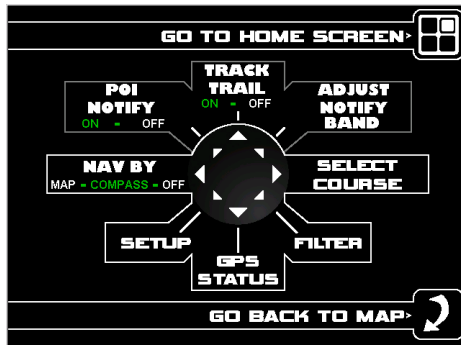 GO TO HOME SCREEN>
TRACK
TRAIL
ON - OFF
POI
NOTIFY
ON - OFF
ADJUST
NOTIFY
BAND
NAV BY
MAP - COMPASS - OFF
SELECT
COURSE
SETUP
FILTER
GPS
STATUS
GO BACK TO MAP>